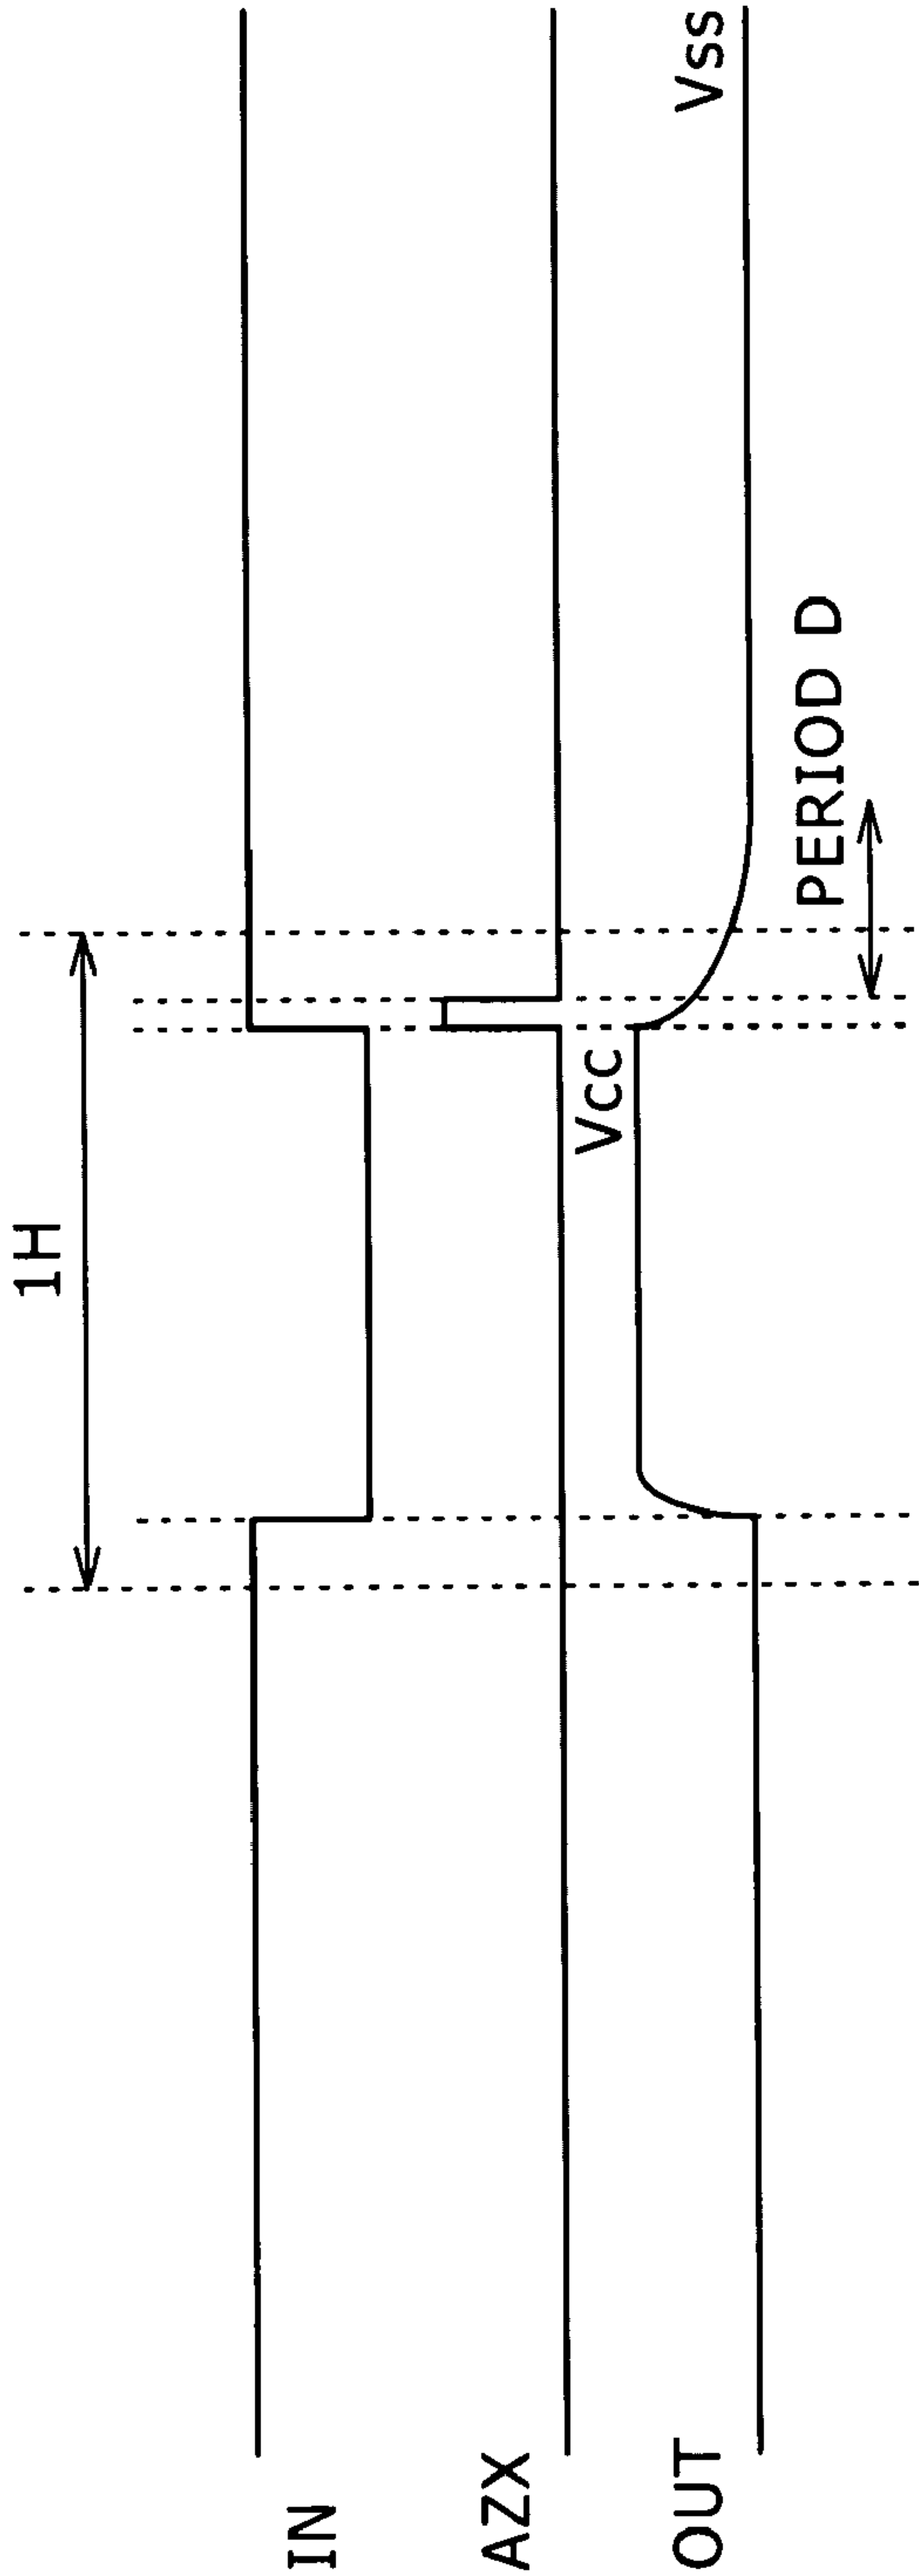 1H
IN
AZX
Vcc
OUT
Vss
PERIOD D